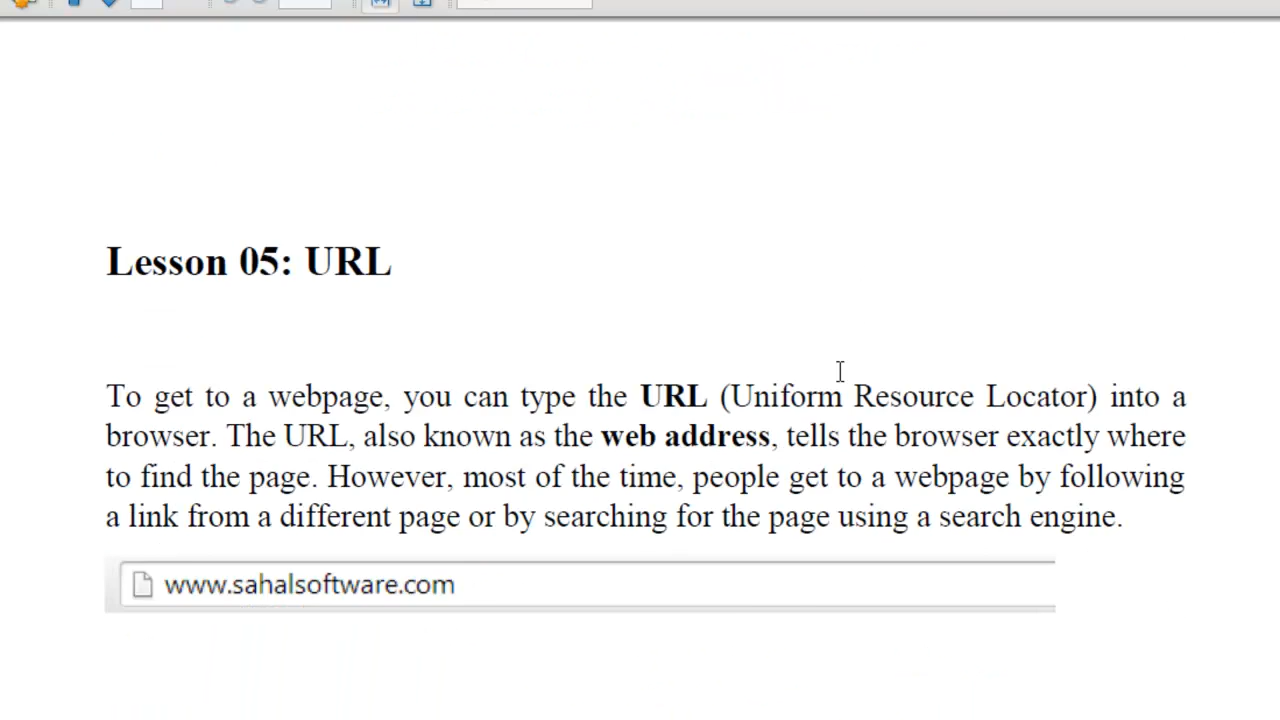 Lesson 05: URL
To get to a webpage, you can type the URL (Uniform Resource Locator) into a
browser. The URL, also known as the web address, tells the browser exactly where
to find the page. However, most of the time, people get to a webpage by following
a link from a different page or by searching for the page using a search engine.
www.sahalsoftware.com